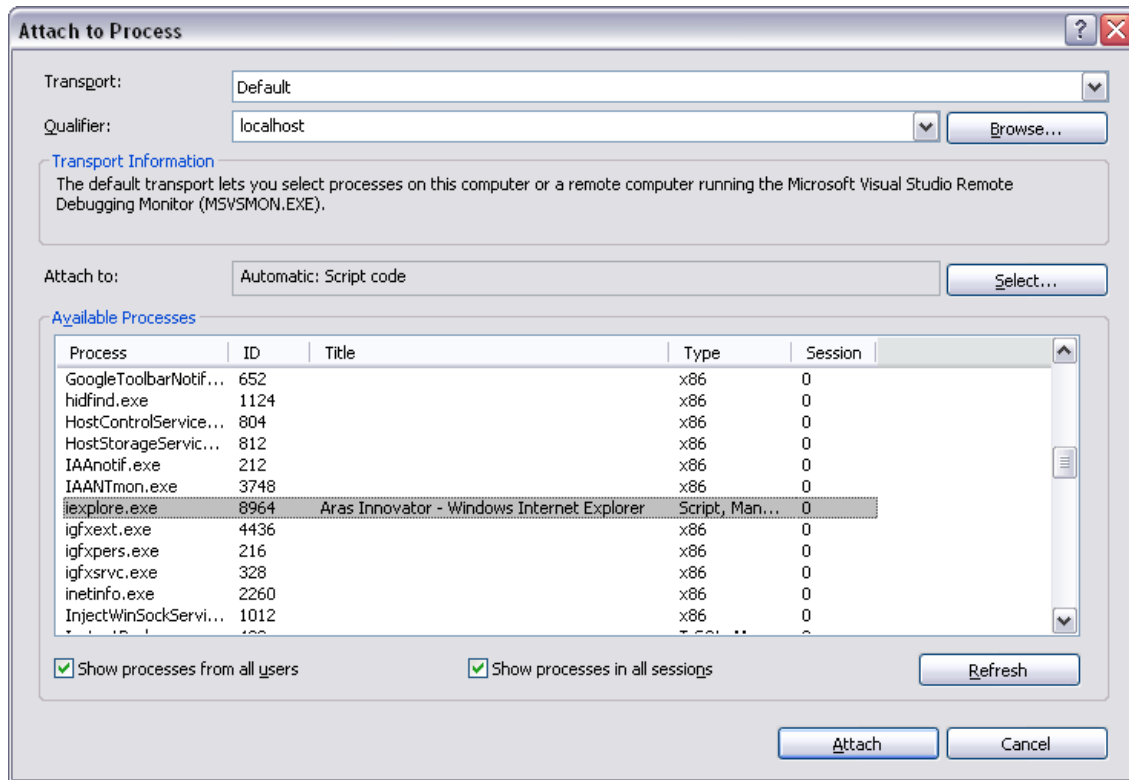 Attach to Process
Transport: Default
Qualifier: localhost Browse...
Transport Information
The default transport lets you select processes on this computer or a remote computer running the Microsoft Visual Studio Remote
Debugging Monitor (MSVSMON.EXE).
Attach to: Automatic: Script code Select...
Available Processes
Process ID Title Type Session
GoogleToolbarNotif... 652 x86 0
hidfind.exe 1124 x86 0
HostControlService... 804 x86 0
HostStorageServic... 812 x86 0
IAAnotif.exe 212 x86 0
IAANTmon.exe 3748 x86 0
iexplore.exe 8964 Aras Innovator - Windows Internet Explorer Script, Man... 0
igfxext.exe 4436 x86 0
igfxpers.exe 216 x86 0
igfxsrvc.exe 328 x86 0
inetinfo.exe 2260 x86 0
InjectWinSockServi... 1012 x86 0
Show processes from all users Show processes in all sessions Refresh
Attach Cancel